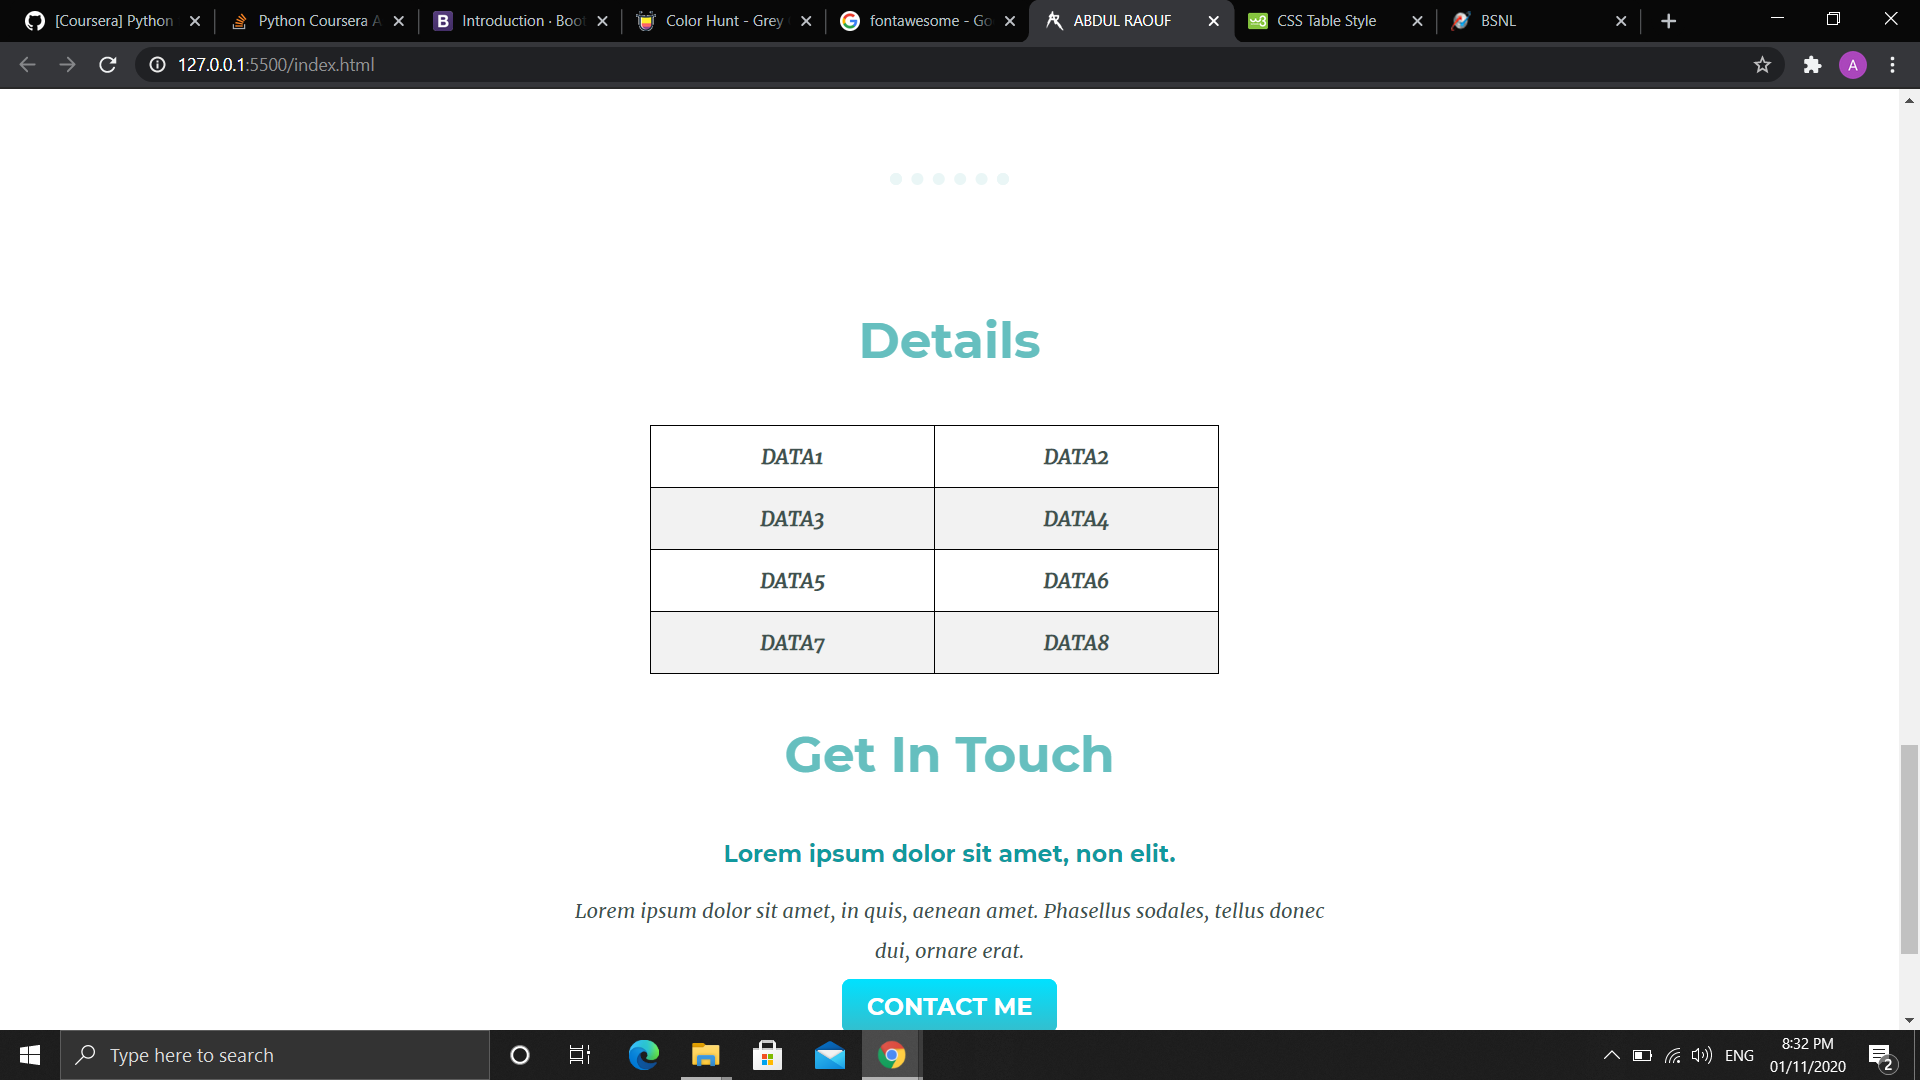 [Coursera] Python
Python Coursera A
Introduction · Boot
Color Hunt - Grey
fontawesome - Go
ABDUL RAOUF
CSS Table Style
BSNL
127.0.0.1:5500/index.html
A
Details
DATA1 DATA2
DATA3 DATA4
DATA5 DATA6
DATA7 DATA8
Get In Touch
Lorem ipsum dolor sit amet, non elit.
Lorem ipsum dolor sit amet, in quis, aenean amet. Phasellus sodales, tellus donec
dui, ornare erat.
CONTACT ME
Type here to search
ENG
8:32 PM
01/11/2020
2